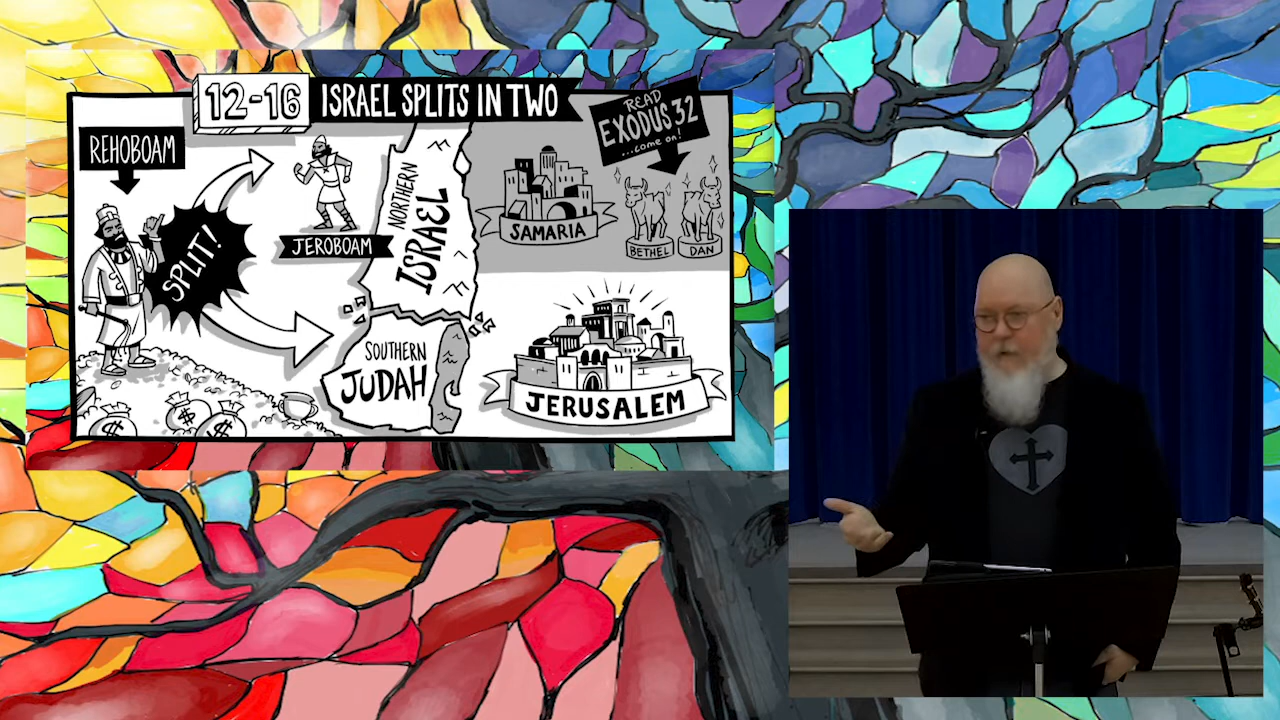 12-16 ISRAEL SPLITS IN TWO
READ
EXODUS 32
...come on!
REHOBOAM
SPLIT!
JEROBOAM
NORTHERN
ISRAEL
SAMARIA
BETHEL
DAN
SOUTHERN
JUDAH
JERUSALEM
$
$
$